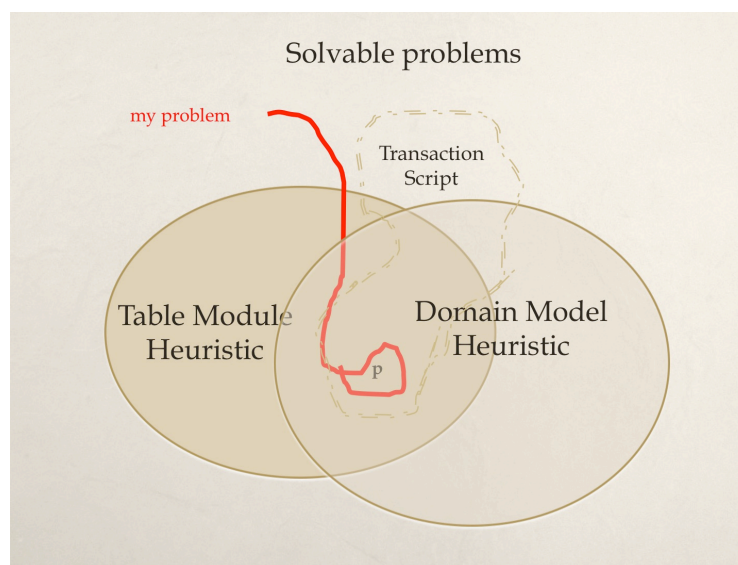 Solvable problems
my problem
Transaction
Script
Table Module
Heuristic
Domain Model
Heuristic
p